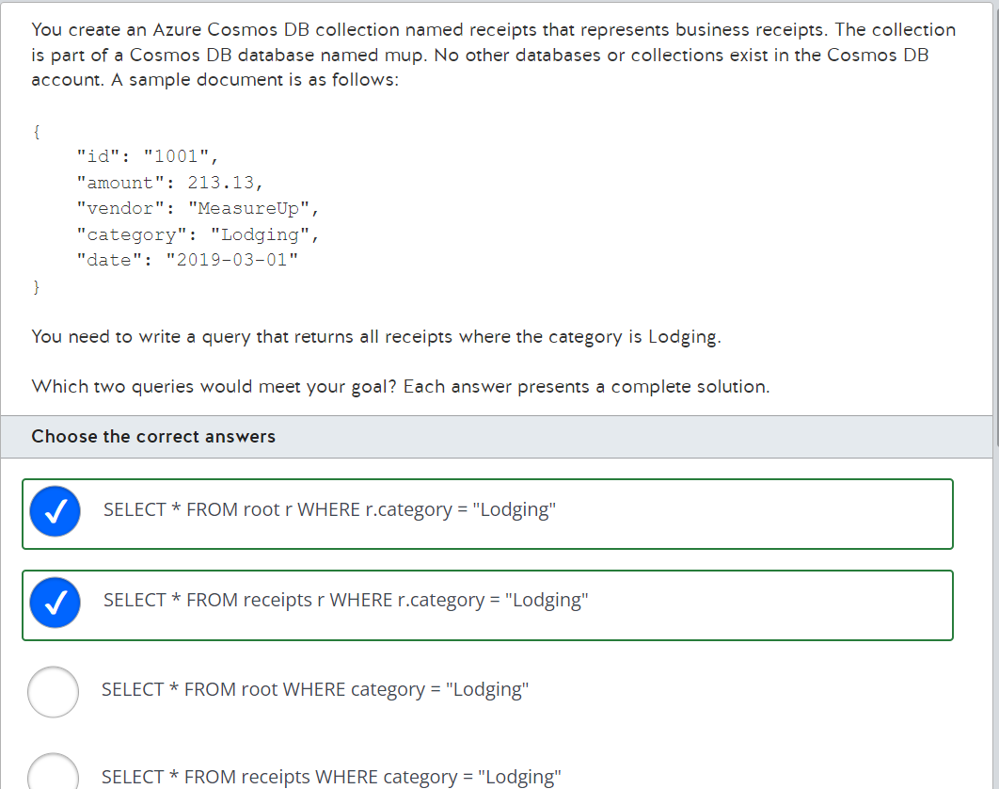 You create an Azure Cosmos DB collection named receipts that represents business receipts. The collection
is part of a Cosmos DB database named mup. No other databases or collections exist in the Cosmos DB
account. A sample document is as follows:
{
"id": "1001",
"amount": 213.13,
"vendor": "MeasureUp",
"category": "Lodging",
"date": "2019-03-01"
}
You need to write a query that returns all receipts where the category is Lodging.
Which two queries would meet your goal? Each answer presents a complete solution.
Choose the correct answers
SELECT * FROM root r WHERE r.category = "Lodging"
SELECT * FROM receipts r WHERE r.category = "Lodging"
SELECT * FROM root WHERE category = "Lodging"
SELECT * FROM receipts WHERE category = "Lodging"